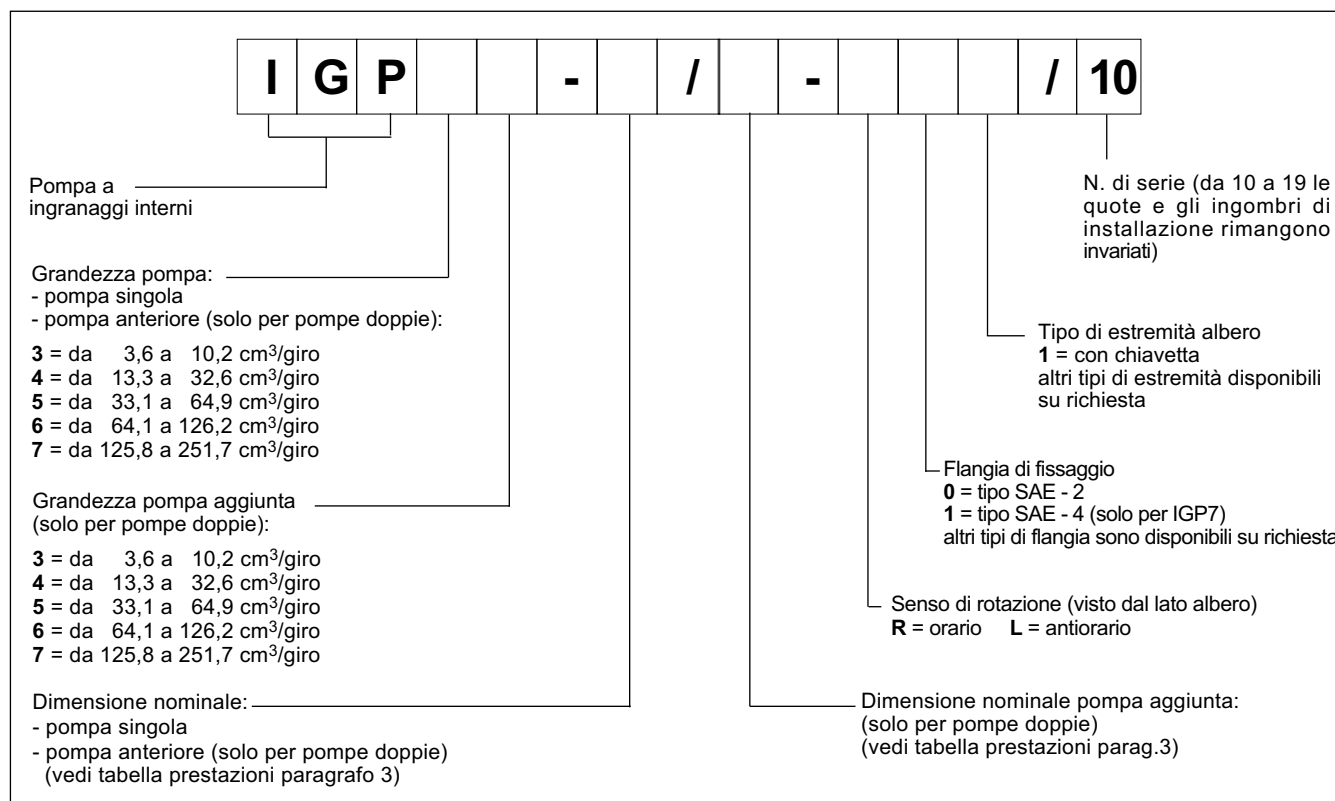 I G P - / - / 10
Pompa a
ingranaggi interni
Grandezza pompa:
- pompa singola
- pompa anteriore (solo per pompe doppie):
3 = da 3,6 a 10,2 cm³/giro
4 = da 13,3 a 32,6 cm³/giro
5 = da 33,1 a 64,9 cm³/giro
6 = da 64,1 a 126,2 cm³/giro
7 = da 125,8 a 251,7 cm³/giro
Grandezza pompa aggiunta
(solo per pompe doppie):
3 = da 3,6 a 10,2 cm³/giro
4 = da 13,3 a 32,6 cm³/giro
5 = da 33,1 a 64,9 cm³/giro
6 = da 64,1 a 126,2 cm³/giro
7 = da 125,8 a 251,7 cm³/giro
Dimensione nominale:
- pompa singola
- pompa anteriore (solo per pompe doppie)
(vedi tabella prestazioni paragrafo 3)
N. di serie (da 10 a 19 le
quote e gli ingombri di
installazione rimangono
invariati)
Tipo di estremità albero
1 = con chiavetta
altri tipi di estremità disponibili
su richiesta
Flangia di fissaggio
0 = tipo SAE - 2
1 = tipo SAE - 4 (solo per IGP7)
altri tipi di flangia sono disponibili su richiesta
Senso di rotazione (visto dal lato albero)
R = orario L = antiorario
Dimensione nominale pompa aggiunta:
(solo per pompe doppie)
(vedi tabella prestazioni parag.3)